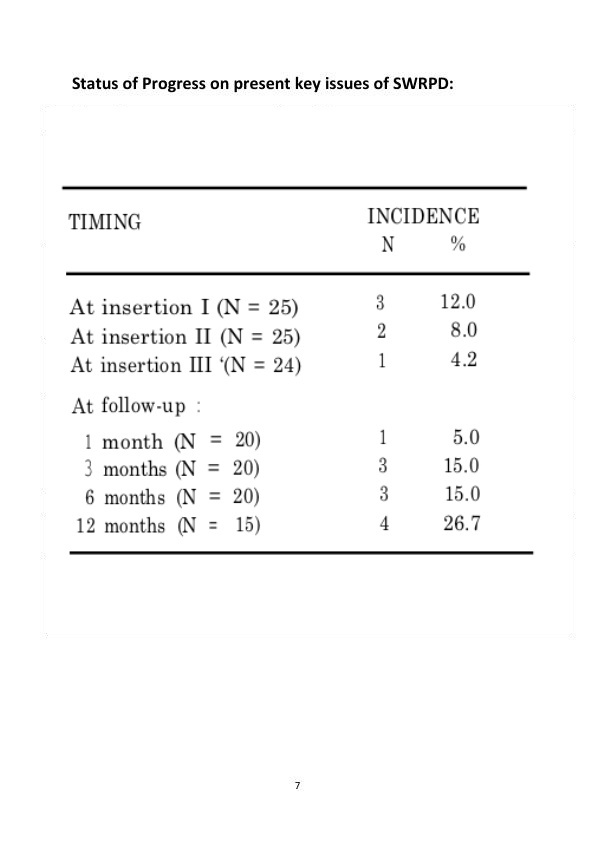 Status of Progress on present key issues of SWRPD:
TIMING INCIDENCE
N %
At insertion I (N = 25) 3 12.0
At insertion II (N = 25) 2 8.0
At insertion III ‘(N = 24) 1 4.2
At follow-up :
1 month (N = 20) 1 5.0
3 months (N = 20) 3 15.0
6 months (N = 20) 3 15.0
12 months (N = 15) 4 26.7
7